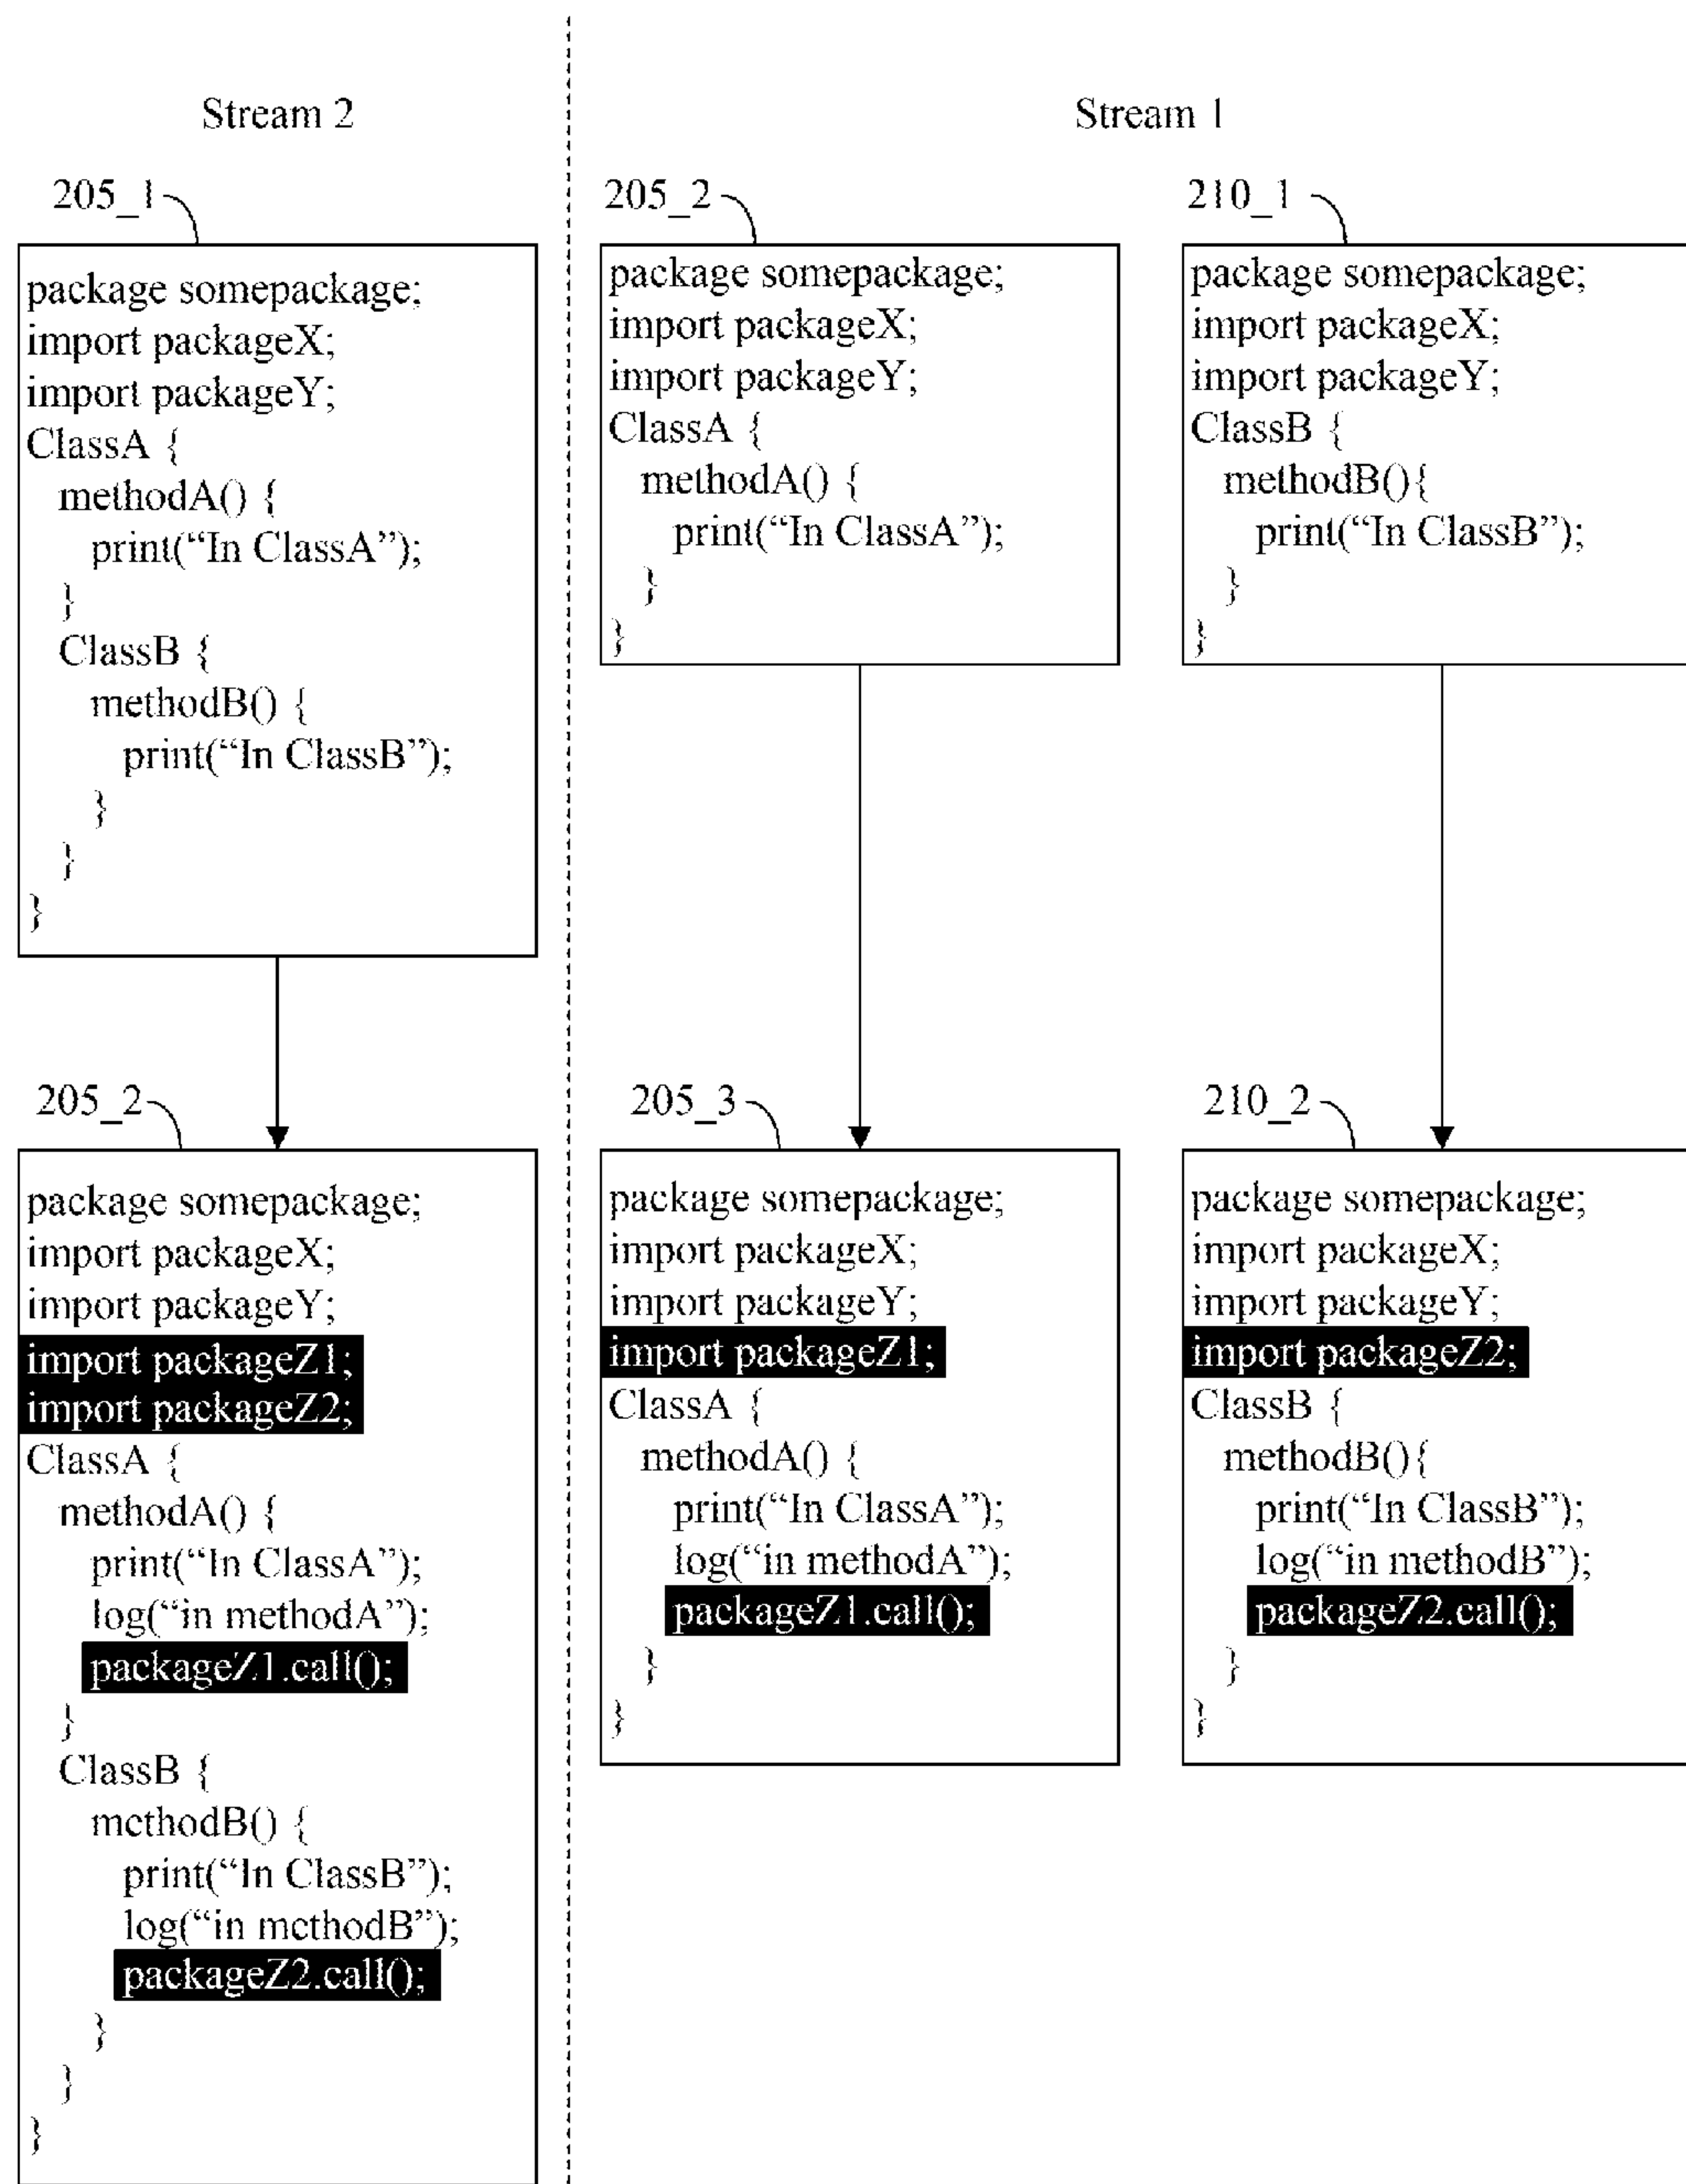 Stream 2
Stream 1
205_1
package somepackage;
import packageX;
import packageY;
ClassA {
methodA() {
print(“In ClassA”);
}
ClassB {
methodB() {
print(“In ClassB”);
}
}
}
205_2
package somepackage;
import packageX;
import packageY;
ClassA {
methodA() {
print(“In ClassA”);
}
}
210_1
package somepackage;
import packageX;
import packageY;
ClassB {
methodB(){
print(“In ClassB”);
}
}
205_2
package somepackage;
import packageX;
import packageY;
import packageZ1;
import packageZ2;
ClassA {
methodA() {
print(“In ClassA”);
log(“in methodA”);
packageZ1.call();
}
ClassB {
methodB() {
print(“In ClassB”);
log(“in methodB”);
packageZ2.call();
}
}
}
205_3
package somepackage;
import packageX;
import packageY;
import packageZ1;
ClassA {
methodA() {
print(“In ClassA”);
log(“in methodA”);
packageZ1.call();
}
}
210_2
package somepackage;
import packageX;
import packageY;
import packageZ2;
ClassB {
methodB(){
print(“In ClassB”);
log(“in methodB”);
packageZ2.call();
}
}